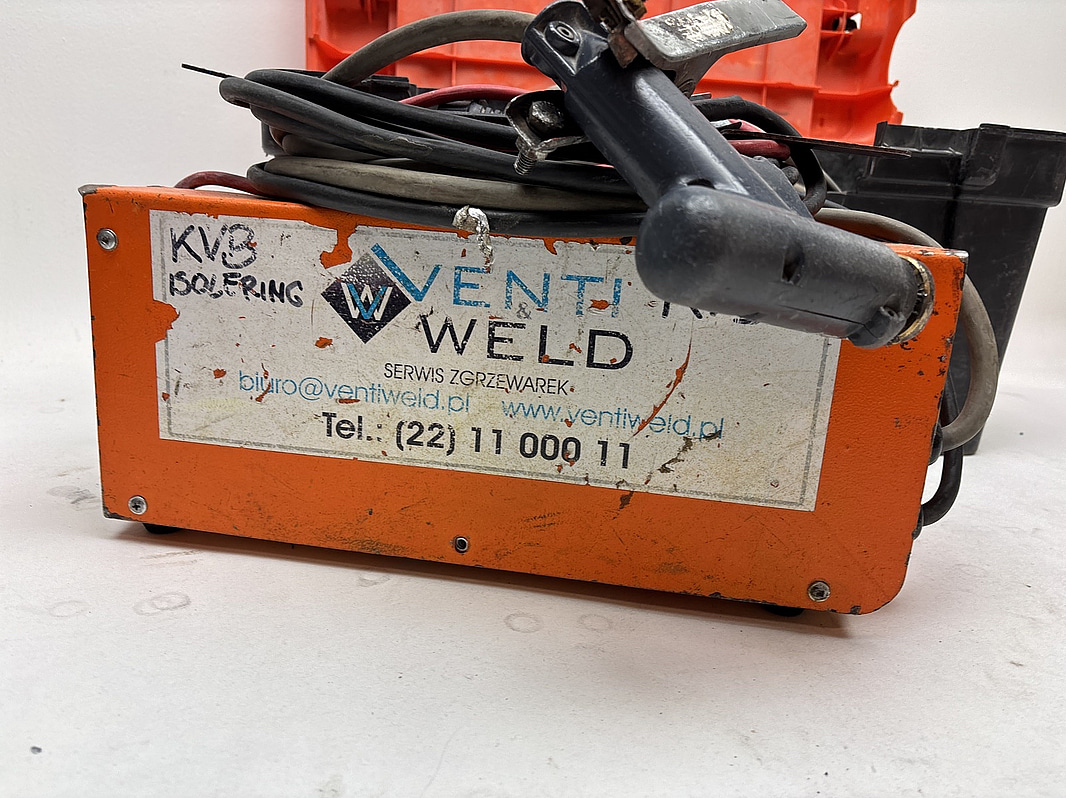 KVB
ISOLERING
W
VENTI
&
WELD
SERWIS ZGRZEWAREK
biuro@ventiweld.pl www.ventiweld.pl
Tel.: (22) 11 000 11